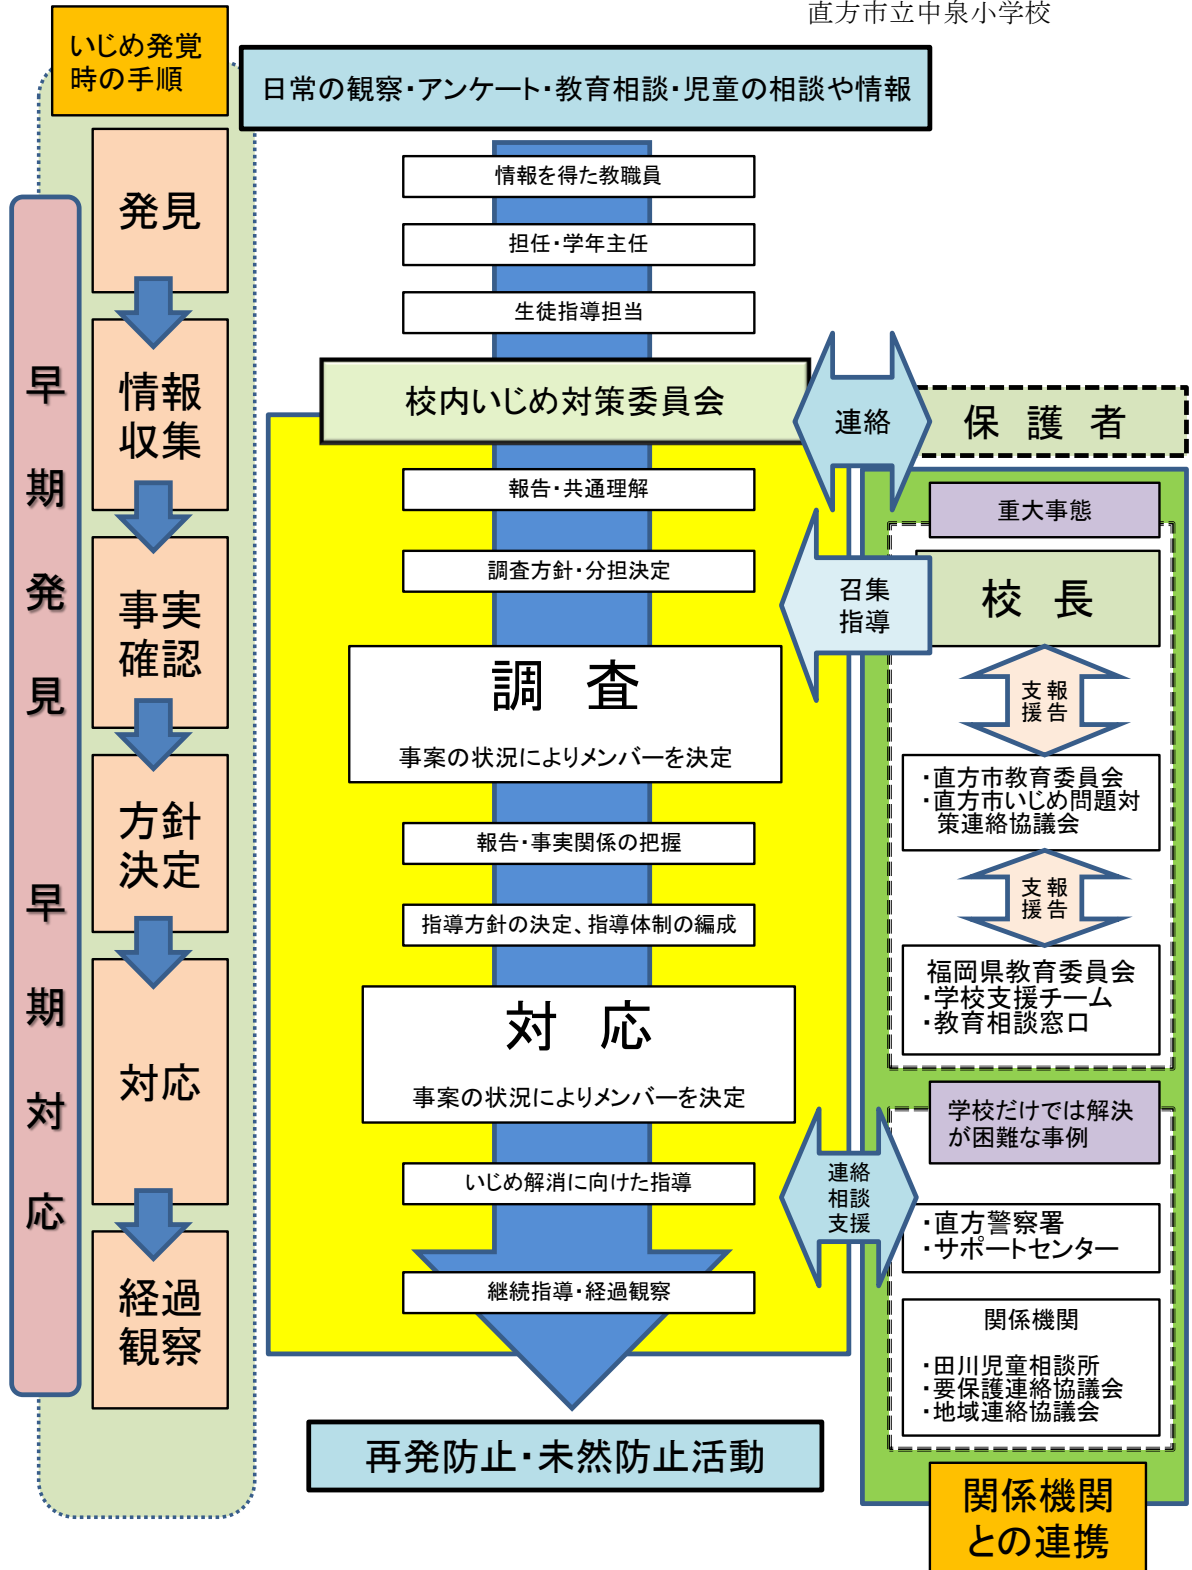 直方市立中泉小学校
いじめ発覚
時の手順
日常の観察・アンケート・教育相談・児童の相談や情報
早期発見　早期対応
発見
情報
収集
事実
確認
方針
決定
対応
経過
観察
情報を得た教職員
担任・学年主任
生徒指導担当
校内いじめ対策委員会
連絡
保護者
報告・共通理解
調査方針・分担決定
調査
事案の状況によりメンバーを決定
報告・事実関係の把握
指導方針の決定、指導体制の編成
対応
事案の状況によりメンバーを決定
いじめ解消に向けた指導
継続指導・経過観察
再発防止・未然防止活動
重大事態
召集
指導
校長
支報
援告
・直方市教育委員会
・直方市いじめ問題対
策連絡協議会
支報
援告
福岡県教育委員会
・学校支援チーム
・教育相談窓口
学校だけでは解決
が困難な事例
連絡
相談
支援
・直方警察署
・サポートセンター
関係機関
・田川児童相談所
・要保護連絡協議会
・地域連絡協議会
関係機関
との連携